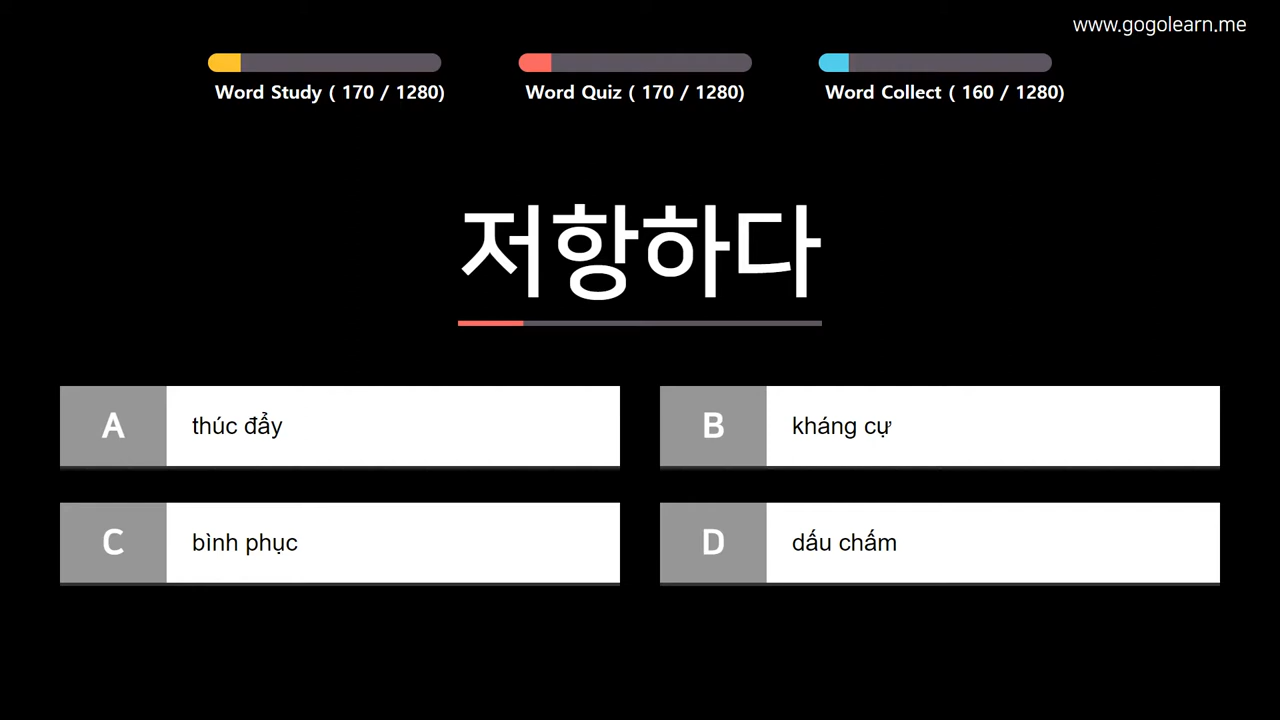 www.gogolearn.me
Word Study ( 170 / 1280)
Word Quiz ( 170 / 1280)
Word Collect ( 160 / 1280)
저항하다
A thúc đẩy
B kháng cự
C bình phục
D dấu chấm